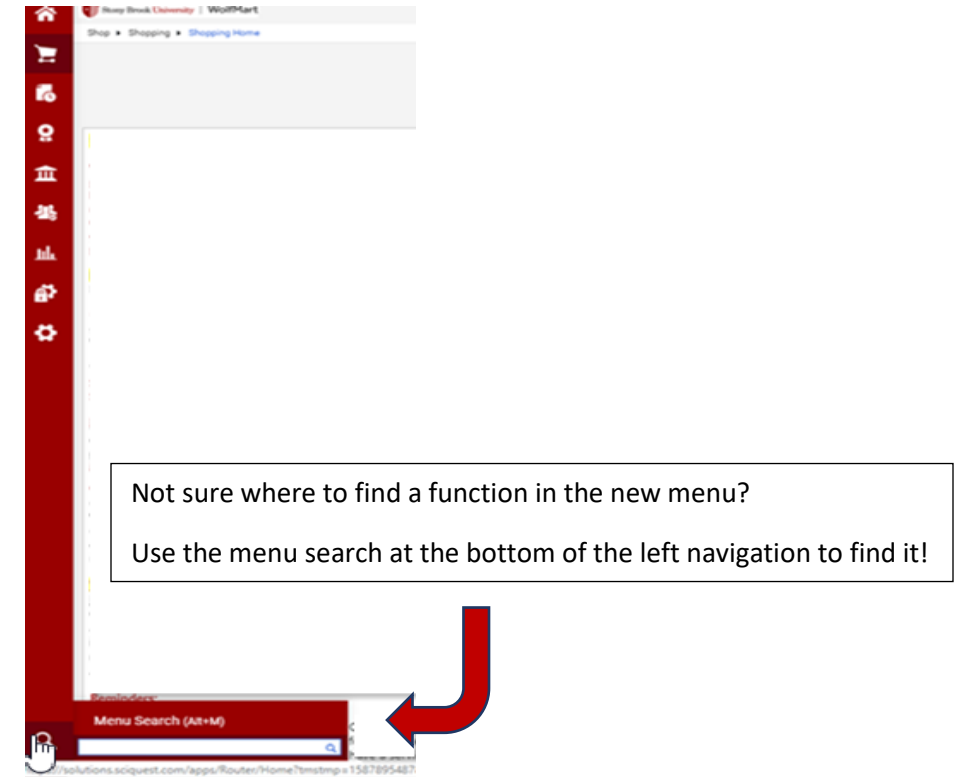 Stony Brook University | WolfMart
Shop ▸ Shopping ▸ Shopping Home
Not sure where to find a function in the new menu?
Use the menu search at the bottom of the left navigation to find it!
Reminders:
Menu Search (Alt+M)
solutions.sciquest.com/apps/Router/Home?tmstmp=1587895487